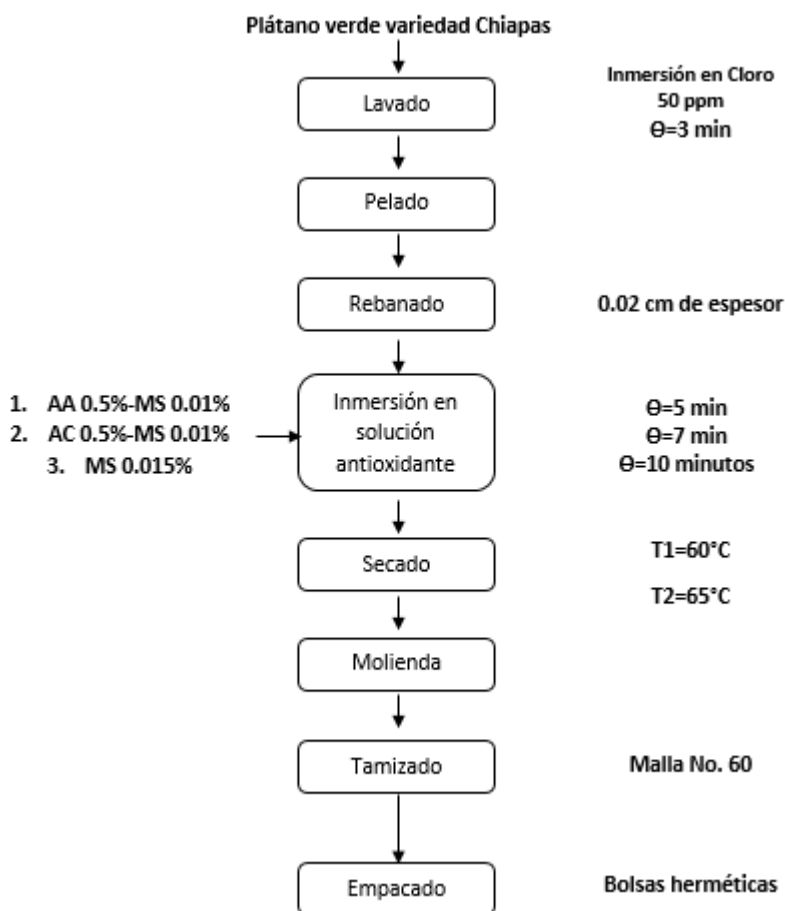 Plátano verde variedad Chiapas
Lavado
Inmersión en Cloro
50 ppm
Ɵ=3 min
Pelado
Rebanado
0.02 cm de espesor
1. AA 0.5%-MS 0.01%
2. AC 0.5%-MS 0.01%
3. MS 0.015%
Inmersión en
solución
antioxidante
Ɵ=5 min
Ɵ=7 min
Ɵ=10 minutos
Secado
T1=60°C
T2=65°C
Molienda
Tamizado
Malla No. 60
Empacado
Bolsas herméticas